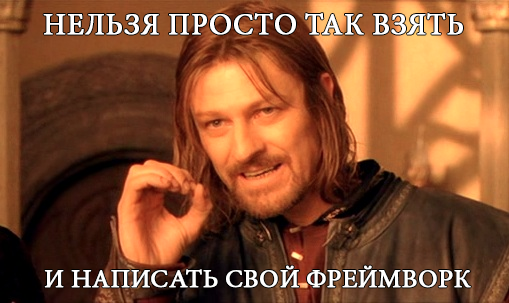 НЕЛЬЗЯ ПРОСТО ТАК ВЗЯТЬ
И НАПИСАТЬ СВОЙ ФРЕЙМВОРК